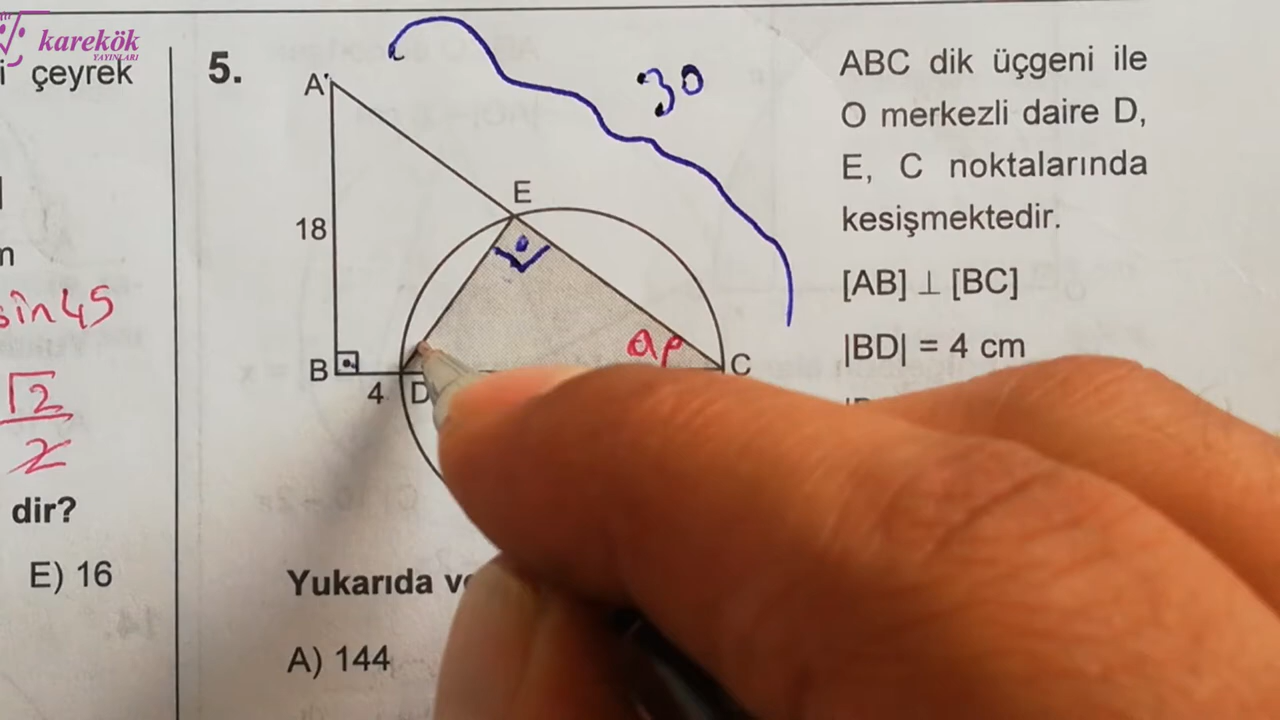 karekök
YAYINLARI
çeyrek
sin45
√2
2
dir?
E) 16
5.
A
E
30
18
B
4
D
C
ABC dik üçgeni ile
O merkezli daire D,
E, C noktalarında
kesişmektedir.
[AB] ⊥ [BC]
|BD| = 4 cm
Yukarıda
A) 144